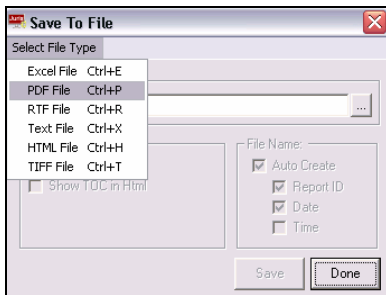 Juris Save To File
Select File Type
Excel File Ctrl+E
PDF File Ctrl+P
RTF File Ctrl+R
Text File Ctrl+X
HTML File Ctrl+H
TIFF File Ctrl+T
...
Show TOC in Html
File Name:
Auto Create
Report ID
Date
Time
Save Done